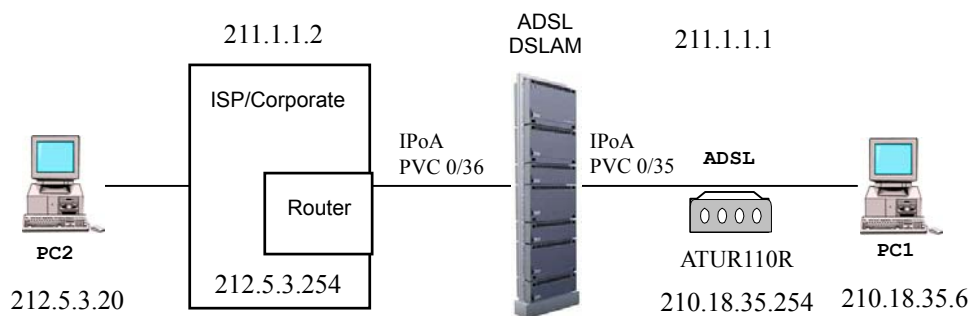 211.1.1.2
ADSL
DSLAM
211.1.1.1
ISP/Corporate
Router
IPoA
PVC 0/36
IPoA
PVC 0/35
ADSL
PC2
ATUR110R
PC1
212.5.3.20
212.5.3.254
210.18.35.254
210.18.35.6